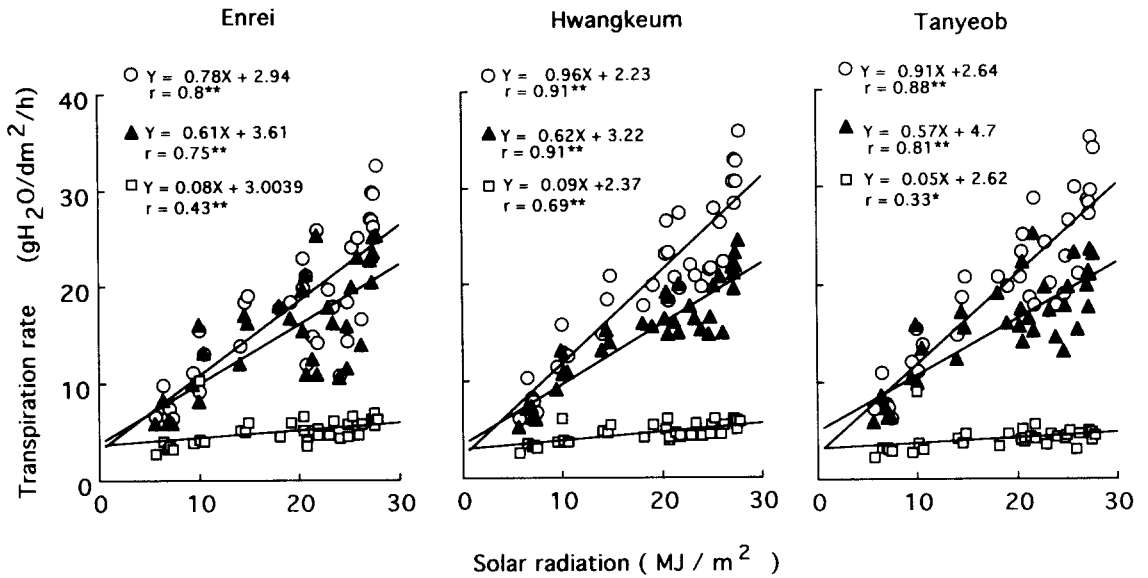 Enrei
Hwangkeum
Tanyeob
○ Y = 0.78X + 2.94
r = 0.8**
▲ Y = 0.61X + 3.61
r = 0.75**
□ Y = 0.08X + 3.0039
r = 0.43**
○ Y = 0.96X + 2.23
r = 0.91**
▲ Y = 0.62X + 3.22
r = 0.91**
□ Y = 0.09X +2.37
r = 0.69**
○ Y = 0.91X +2.64
r = 0.88**
▲ Y = 0.57X + 4.7
r = 0.81**
□ Y = 0.05X + 2.62
r = 0.33*
Transpiration rate (gH₂O/dm²/h)
40
30
20
10
0
0 10 20 30
0 10 20 30
0 10 20 30
Solar radiation ( MJ / m² )